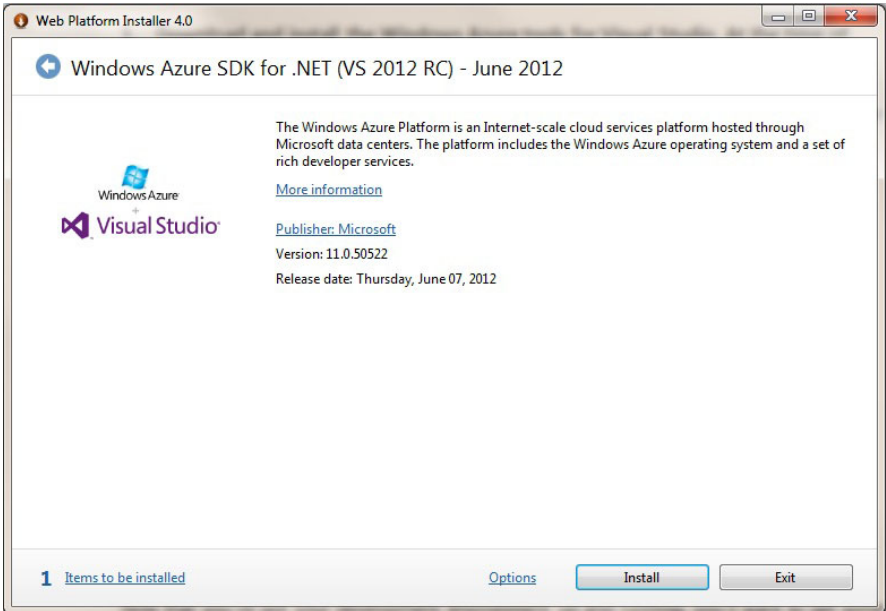 Web Platform Installer 4.0
Windows Azure SDK for .NET (VS 2012 RC) - June 2012
The Windows Azure Platform is an Internet-scale cloud services platform hosted through
Microsoft data centers. The platform includes the Windows Azure operating system and a set of
rich developer services.
More information
Windows Azure
+
Visual Studio
Publisher: Microsoft
Version: 11.0.50522
Release date: Thursday, June 07, 2012
1 Items to be installed
Options
Install
Exit